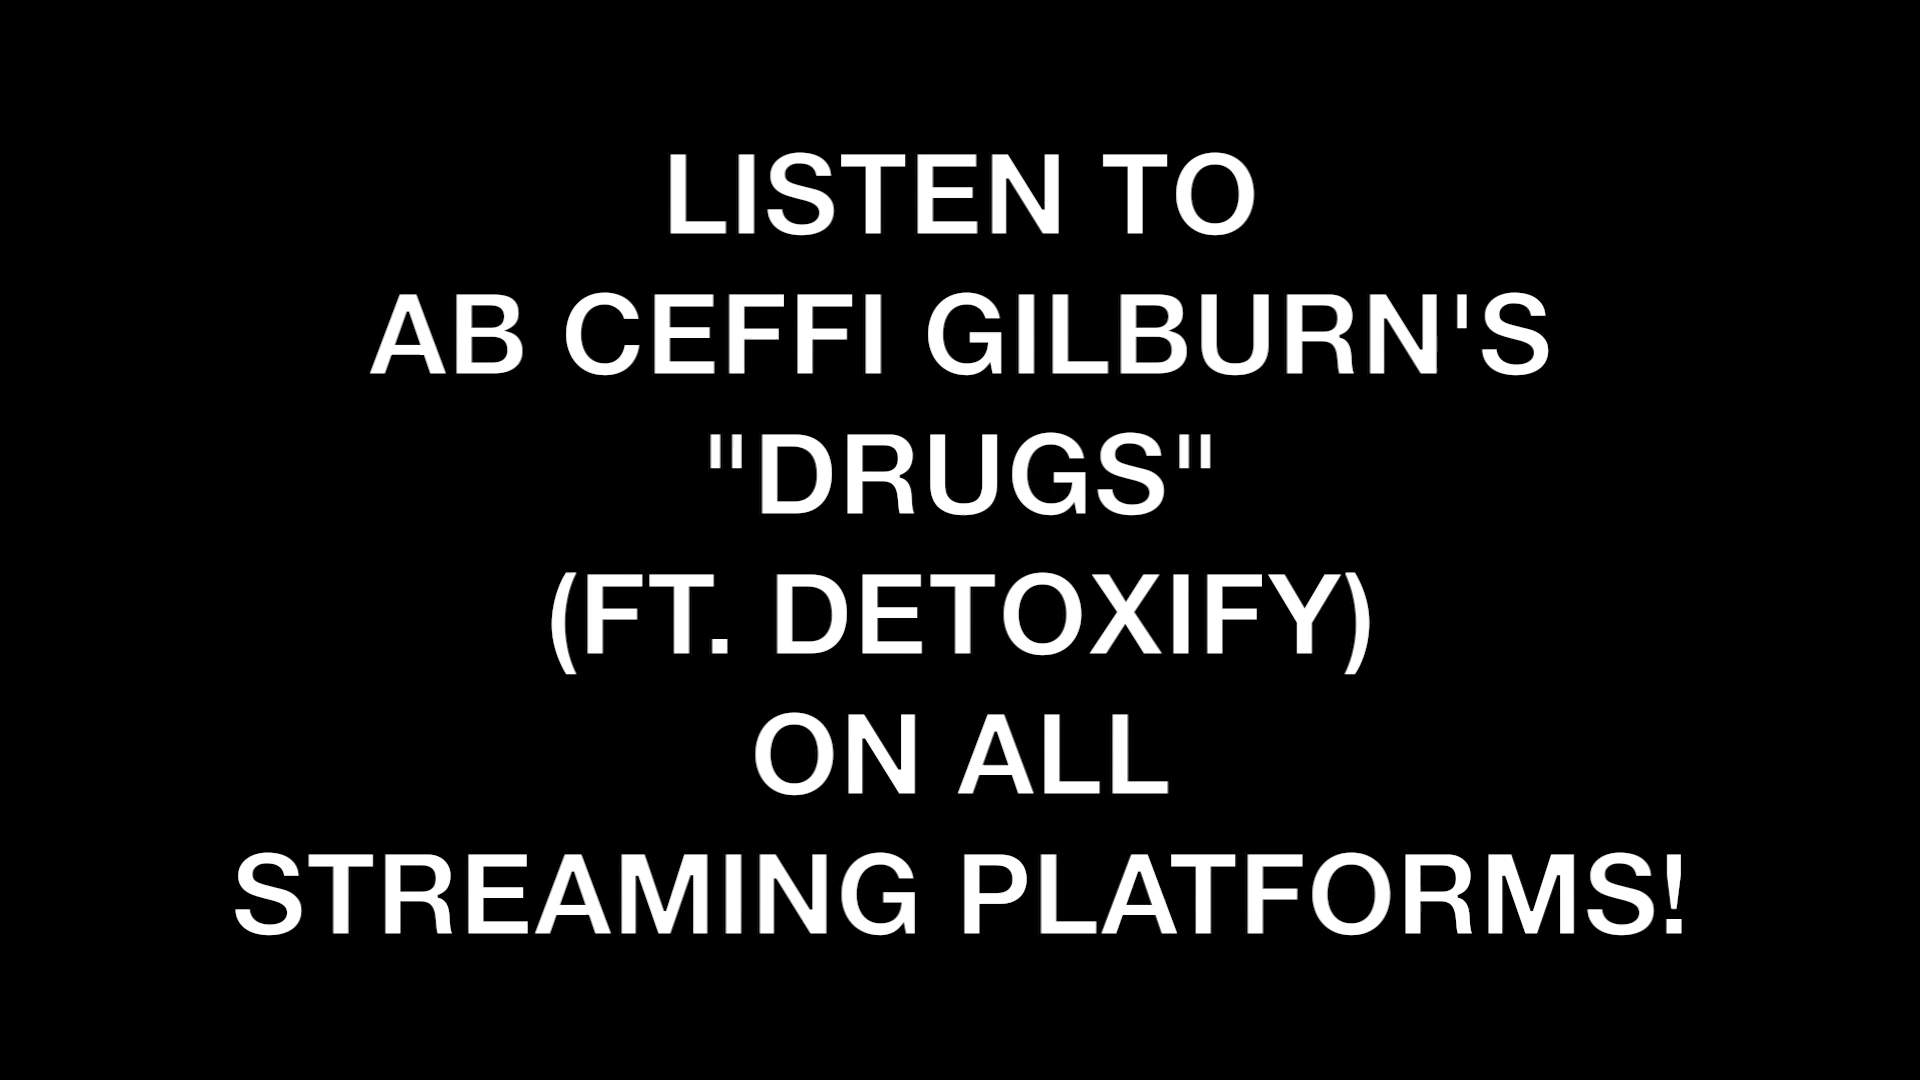 LISTEN TO
AB CEFFI GILBURN'S
"DRUGS"
(FT. DETOXIFY)
ON ALL
STREAMING PLATFORMS!